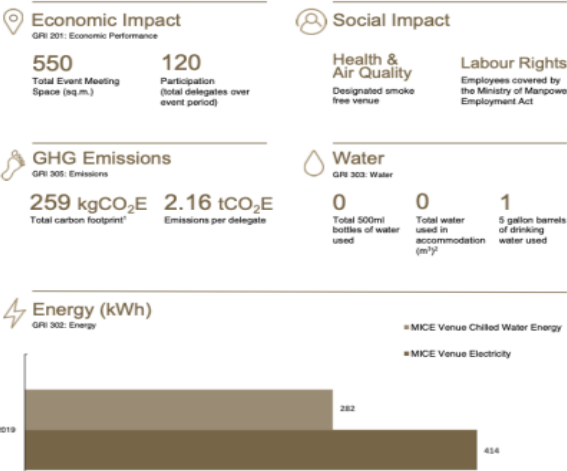 Economic Impact
GRI 201: Economic Performance
550
Total Event Meeting
Space (sq.m.)
120
Participation
(total delegates over
event period)
Social Impact
Health &
Air Quality
Designated smoke
free venue
Labour Rights
Employees covered by
the Ministry of Manpowe
Employment Act
GHG Emissions
GRI 305: Emissions
259 kgCO₂E
Total carbon footprint¹
2.16 tCO₂E
Emissions per delegate
Water
GRI 303: Water
0
Total 500ml
bottles of water
used
0
Total water
used in
accommodation
(m³)²
1
5 gallon barrels
of drinking
water used
Energy (kWh)
GRI 302: Energy
MICE Venue Chilled Water Energy
MICE Venue Electricity
2019
282
414